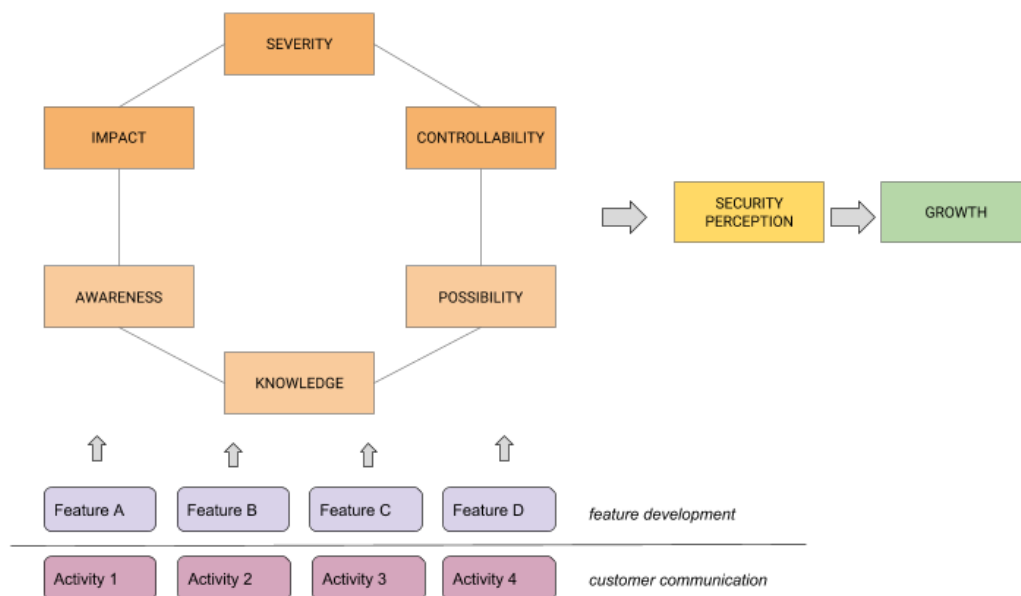 SEVERITY
IMPACT
CONTROLLABILITY
SECURITY
PERCEPTION
GROWTH
AWARENESS
POSSIBILITY
KNOWLEDGE
Feature A
Feature B
Feature C
Feature D
feature development
Activity 1
Activity 2
Activity 3
Activity 4
customer communication